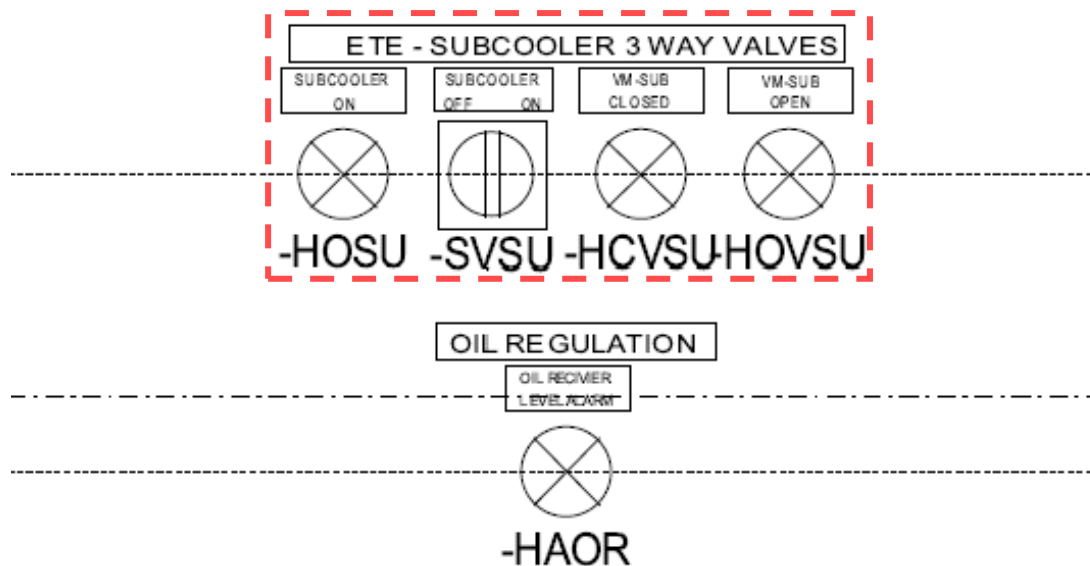 ETE - SUBCOOLER 3 WAY VALVES
SUBCOOLER
ON
SUBCOOLER
OFF ON
VM-SUB
CLOSED
VM-SUB
OPEN
-HOSU
-SVSU
-HCVSU
-HOVSU
OIL REGULATION
OIL RECIVIER
LEVEL ALARM
-HAOR